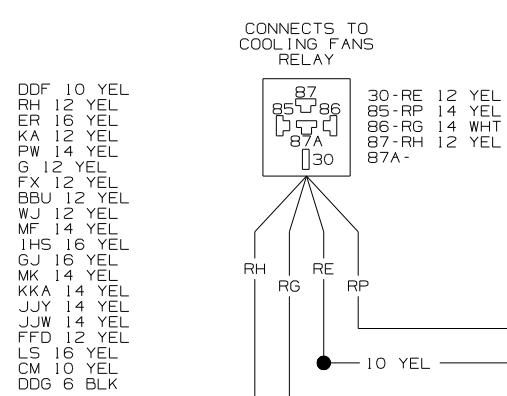 CONNECTS TO
COOLING FANS
RELAY
DDF 10 YEL
RH 12 YEL
ER 16 YEL
KA 12 YEL
PW 14 YEL
G 12 YEL
FX 12 YEL
BBU 12 YEL
WJ 12 YEL
MF 14 YEL
1HS 16 YEL
GJ 16 YEL
MK 14 YEL
KKA 14 YEL
JJY 14 YEL
JJW 14 YEL
FFD 12 YEL
LS 16 YEL
CM 10 YEL
DDG 6 BLK
87
85 86
87A
30
30-RE 12 YEL
85-RP 14 YEL
86-RG 14 WHT
87-RH 12 YEL
87A-
RH RE
RG RP
10 YEL